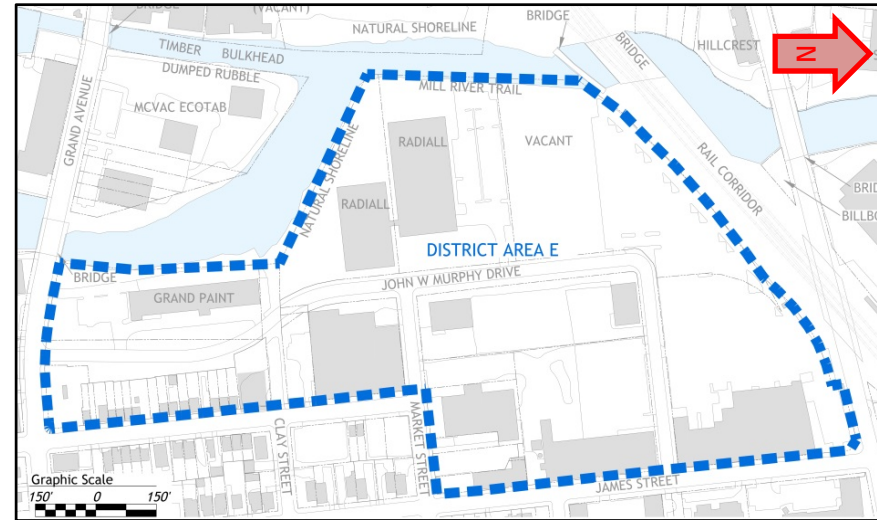 BRIDGE
(VACANT)
NATURAL SHORELINE
BRIDGE
BRIDGE
HILLCREST
N
TIMBER BULKHEAD
DUMPED RUBBLE
MCVAC ECOTAB
GRAND AVENUE
MILL RIVER TRAIL
RADIALL
VACANT
RAIL CORRIDOR
NATURAL SHORELINE
RADIALL
DISTRICT AREA E
BRIDGE
JOHN W MURPHY DRIVE
GRAND PAINT
CLAY STREET
MARKET STREET
JAMES STREET
Graphic Scale
150' 0 150'